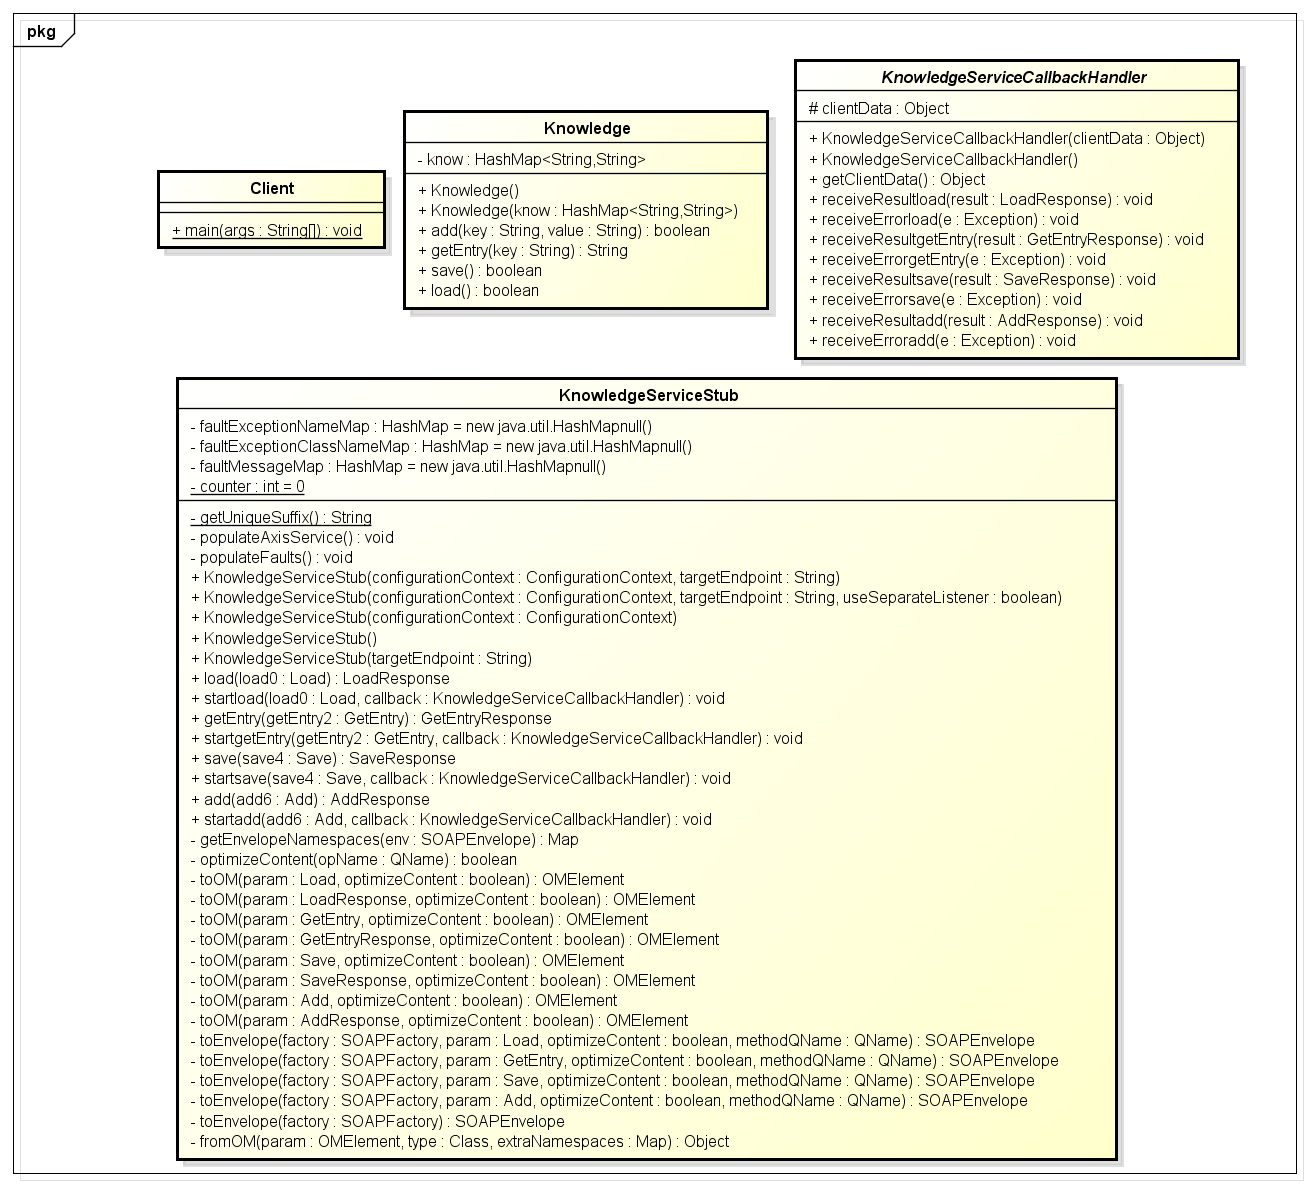 pkg
Client
+ main(args : String[]) : void
Knowledge
- know : HashMap<String,String>
+ Knowledge()
+ Knowledge(know : HashMap<String,String>)
+ add(key : String, value : String) : boolean
+ getEntry(key : String) : String
+ save() : boolean
+ load() : boolean
KnowledgeServiceCallbackHandler
# clientData : Object
+ KnowledgeServiceCallbackHandler(clientData : Object)
+ KnowledgeServiceCallbackHandler()
+ getClientData() : Object
+ receiveResultload(result : LoadResponse) : void
+ receiveErrorload(e : Exception) : void
+ receiveResultgetEntry(result : GetEntryResponse) : void
+ receiveErrorgetEntry(e : Exception) : void
+ receiveResultsave(result : SaveResponse) : void
+ receiveErrorsave(e : Exception) : void
+ receiveResultadd(result : AddResponse) : void
+ receiveErroradd(e : Exception) : void
KnowledgeServiceStub
- faultExceptionNameMap : HashMap = new java.util.HashMapnull()
- faultExceptionClassNameMap : HashMap = new java.util.HashMapnull()
- faultMessageMap : HashMap = new java.util.HashMapnull()
- counter : int = 0
- getUniqueSuffix() : String
- populateAxisService() : void
- populateFaults() : void
+ KnowledgeServiceStub(configurationContext : ConfigurationContext, targetEndpoint : String)
+ KnowledgeServiceStub(configurationContext : ConfigurationContext, targetEndpoint : String, useSeparateListener : boolean)
+ KnowledgeServiceStub(configurationContext : ConfigurationContext)
+ KnowledgeServiceStub()
+ KnowledgeServiceStub(targetEndpoint : String)
+ load(load0 : Load) : LoadResponse
+ startload(load0 : Load, callback : KnowledgeServiceCallbackHandler) : void
+ getEntry(getEntry2 : GetEntry) : GetEntryResponse
+ startgetEntry(getEntry2 : GetEntry, callback : KnowledgeServiceCallbackHandler) : void
+ save(save4 : Save) : SaveResponse
+ startsave(save4 : Save, callback : KnowledgeServiceCallbackHandler) : void
+ add(add6 : Add) : AddResponse
+ startadd(add6 : Add, callback : KnowledgeServiceCallbackHandler) : void
- getEnvelopeNamespaces(env : SOAPEnvelope) : Map
- optimizeContent(opName : QName) : boolean
- toOM(param : Load, optimizeContent : boolean) : OMElement
- toOM(param : LoadResponse, optimizeContent : boolean) : OMElement
- toOM(param : GetEntry, optimizeContent : boolean) : OMElement
- toOM(param : GetEntryResponse, optimizeContent : boolean) : OMElement
- toOM(param : Save, optimizeContent : boolean) : OMElement
- toOM(param : SaveResponse, optimizeContent : boolean) : OMElement
- toOM(param : Add, optimizeContent : boolean) : OMElement
- toOM(param : AddResponse, optimizeContent : boolean) : OMElement
- toEnvelope(factory : SOAPFactory, param : Load, optimizeContent : boolean, methodQName : QName) : SOAPEnvelope
- toEnvelope(factory : SOAPFactory, param : GetEntry, optimizeContent : boolean, methodQName : QName) : SOAPEnvelope
- toEnvelope(factory : SOAPFactory, param : Save, optimizeContent : boolean, methodQName : QName) : SOAPEnvelope
- toEnvelope(factory : SOAPFactory, param : Add, optimizeContent : boolean, methodQName : QName) : SOAPEnvelope
- toEnvelope(factory : SOAPFactory) : SOAPEnvelope
- fromOM(param : OMElement, type : Class, extraNamespaces : Map) : Object